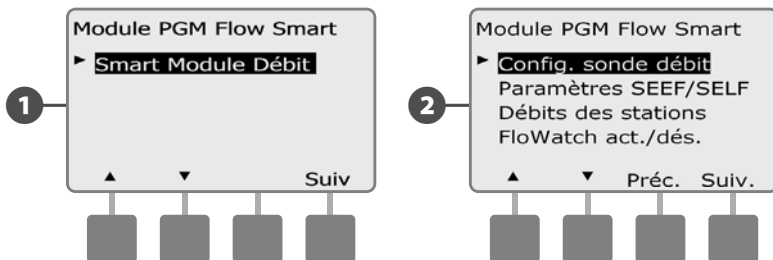 1
Module PGM Flow Smart
► Smart Module Débit
▲ ▼ Suiv
2
Module PGM Flow Smart
► Config. sonde débit
Paramètres SEEF/SELF
Débits des stations
FloWatch act./dés.
▲ ▼ Préc. Suiv.